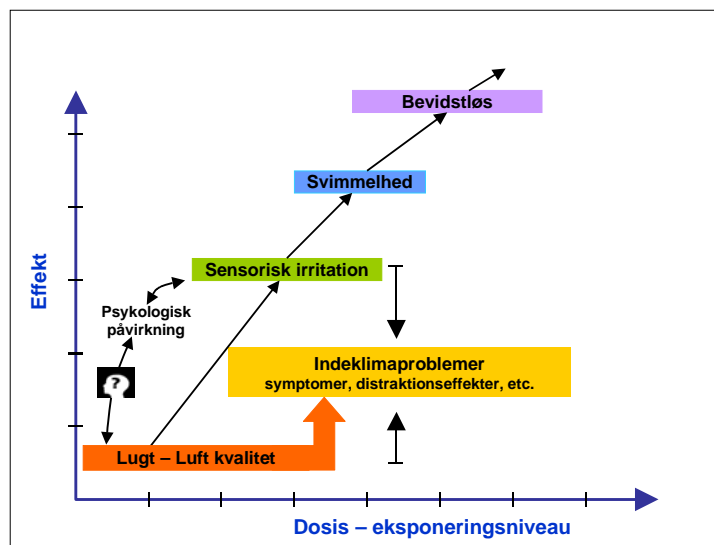 Bevidstløs
Svimmelhed
Sensorisk irritation
Effekt
Psykologisk
påvirkning
Indeklimaproblemer
symptomer, distraktionseffekter, etc.
?
Lugt – Luft kvalitet
Dosis – eksponeringsniveau